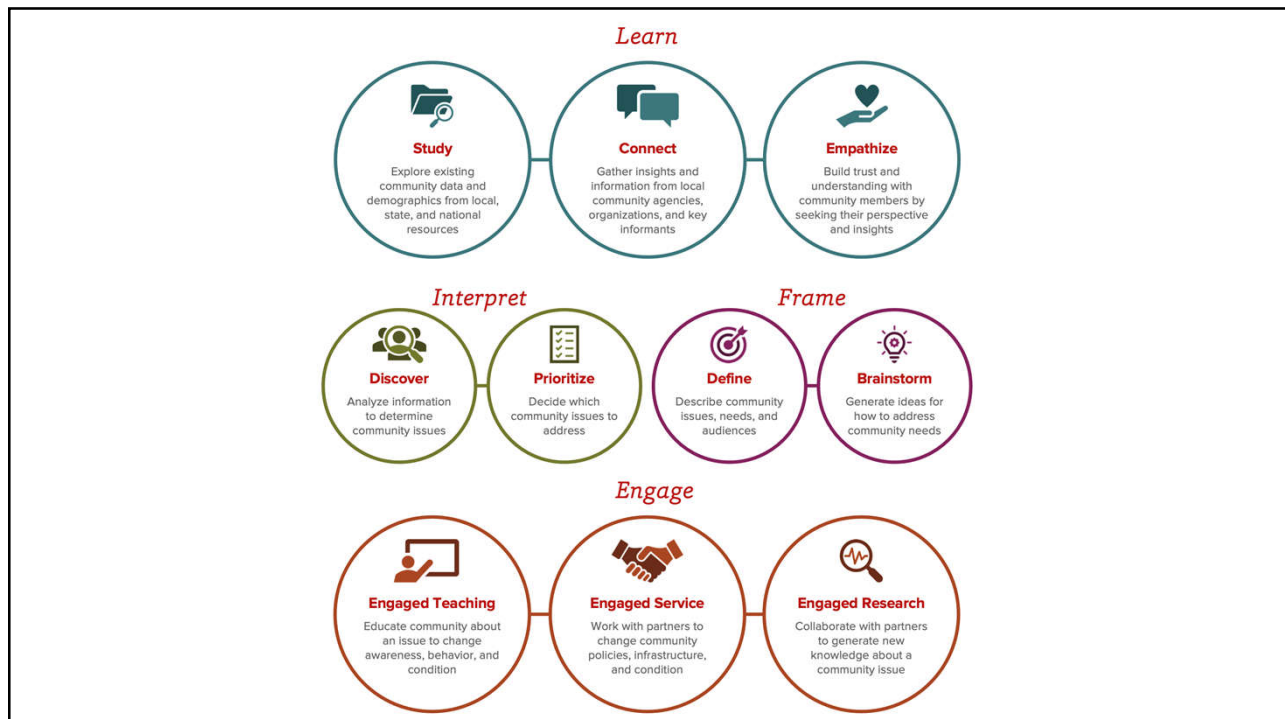 Learn
Study
Explore existing
community data and
demographics from local,
state, and national
resources
Connect
Gather insights and
information from local
community agencies,
organizations, and key
informants
Empathize
Build trust and
understanding with
community members by
seeking their perspective
and insights
Interpret
Discover
Analyze information
to determine
community issues
Prioritize
Decide which
community issues to
address
Frame
Define
Describe community
issues, needs, and
audiences
Brainstorm
Generate ideas for
how to address
community needs
Engage
Engaged Teaching
Educate community about
an issue to change
awareness, behavior, and
condition
Engaged Service
Work with partners to
change community
policies, infrastructure,
and condition
Engaged Research
Collaborate with partners
to generate new
knowledge about a
community issue